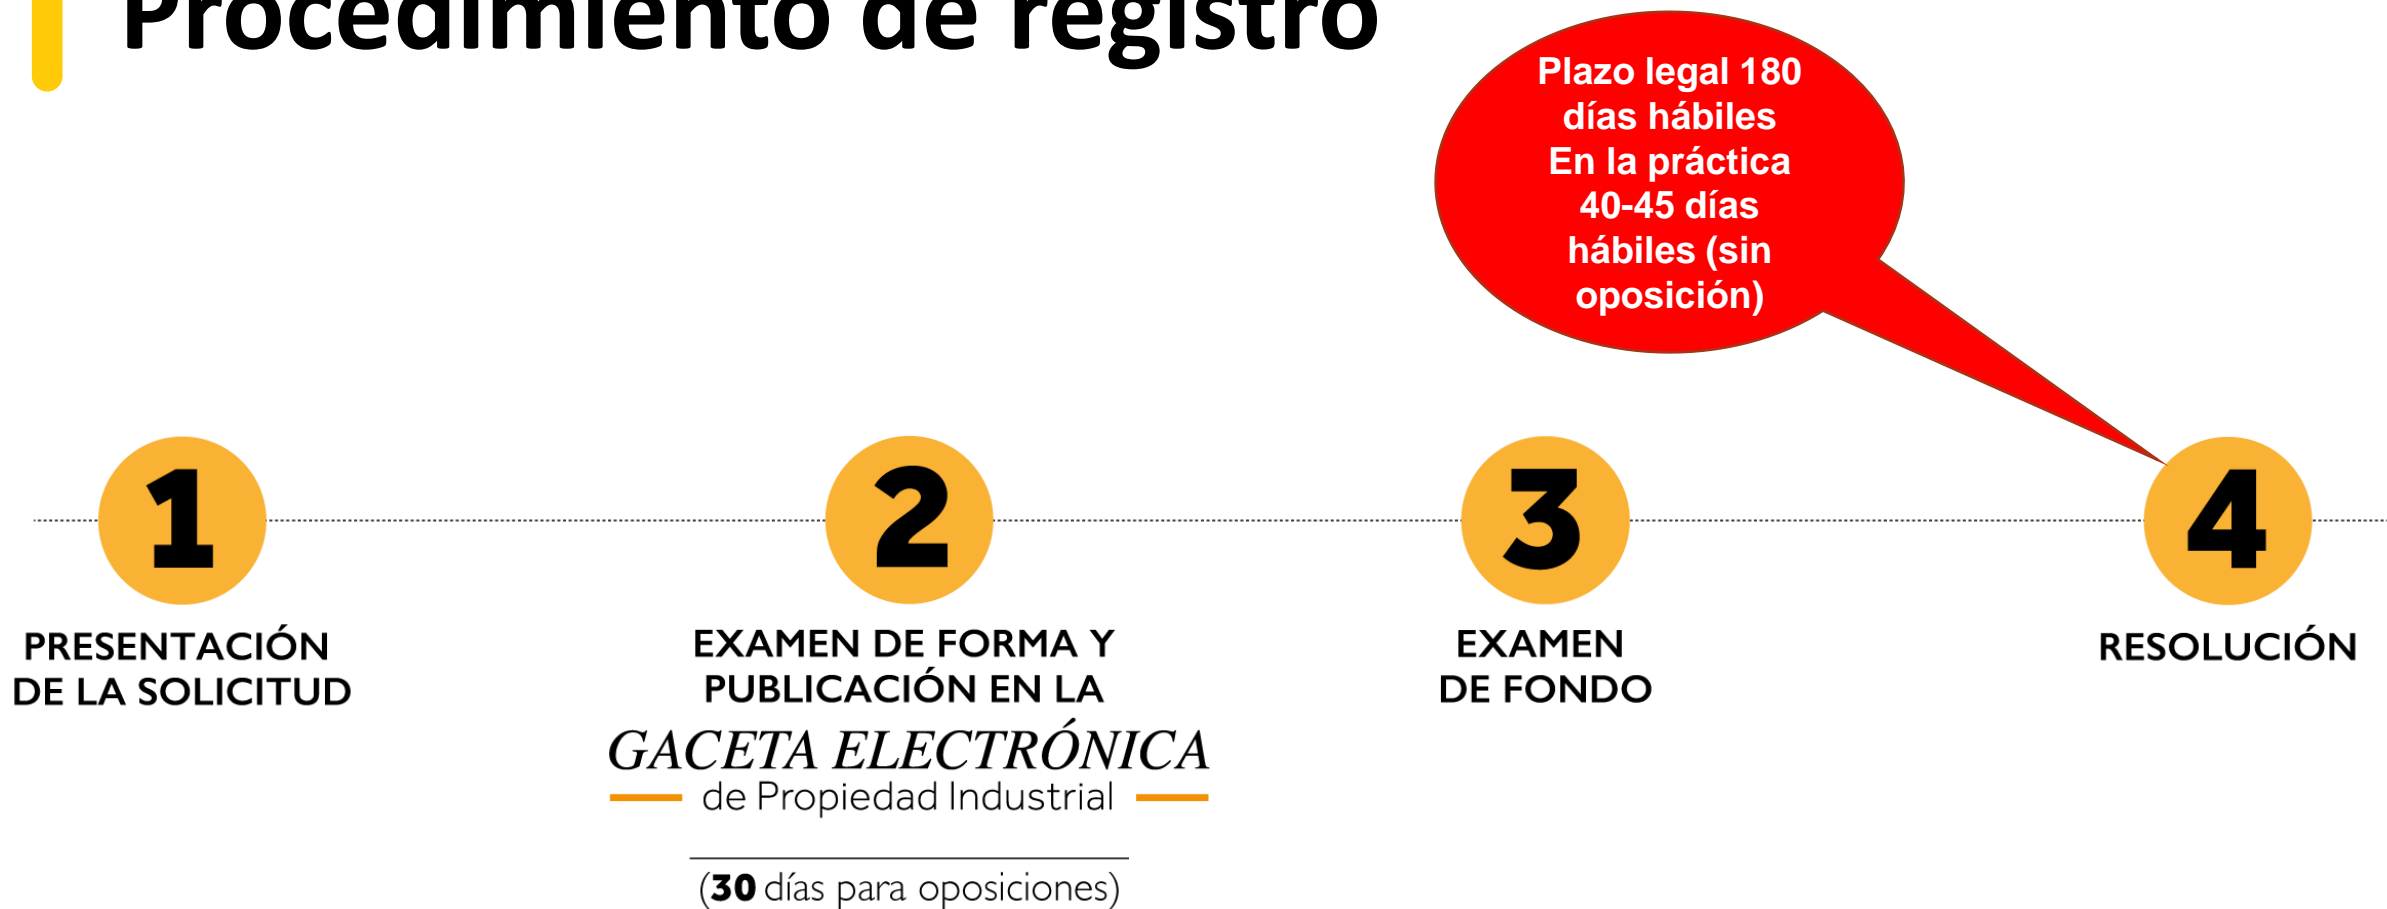 Procedimiento de registro
Plazo legal 180
días hábiles
En la práctica
40-45 días
hábiles (sin
oposición)
1
PRESENTACIÓN
DE LA SOLICITUD
2
EXAMEN DE FORMA Y
PUBLICACIÓN EN LA
GACETA ELECTRÓNICA
de Propiedad Industrial
(30 días para oposiciones)
3
EXAMEN
DE FONDO
4
RESOLUCIÓN